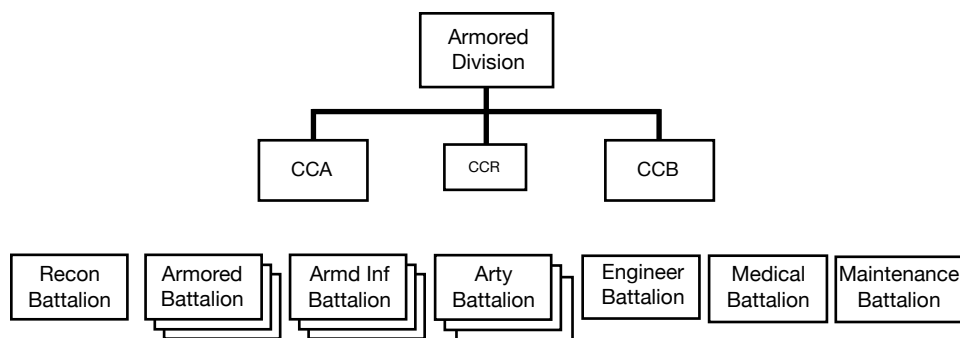 Armored
Division
CCA
CCR
CCB
Recon
Battalion
Armored
Battalion
Armd Inf
Battalion
Arty
Battalion
Engineer
Battalion
Medical
Battalion
Maintenance
Battalion